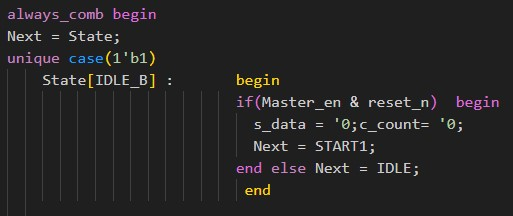 always_comb begin
Next = State;
unique case(1'b1)
State[IDLE_B] : begin
if(Master_en & reset_n) begin
s_data = '0;c_count= '0;
Next = START1;
end else Next = IDLE;
end